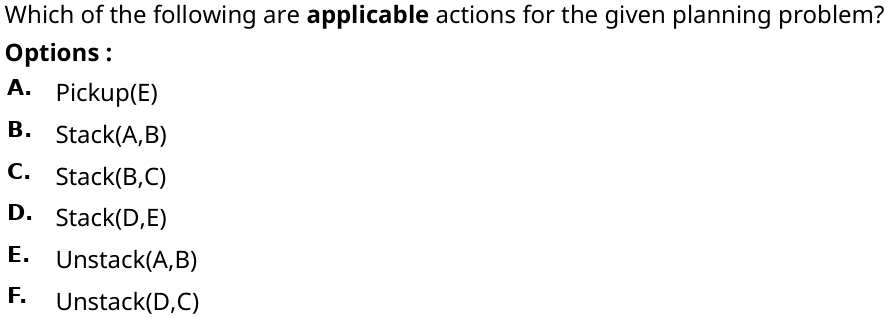 Which of the following are applicable actions for the given planning problem?
Options :
A. Pickup(E)
B. Stack(A,B)
C. Stack(B,C)
D. Stack(D,E)
E. Unstack(A,B)
F. Unstack(D,C)